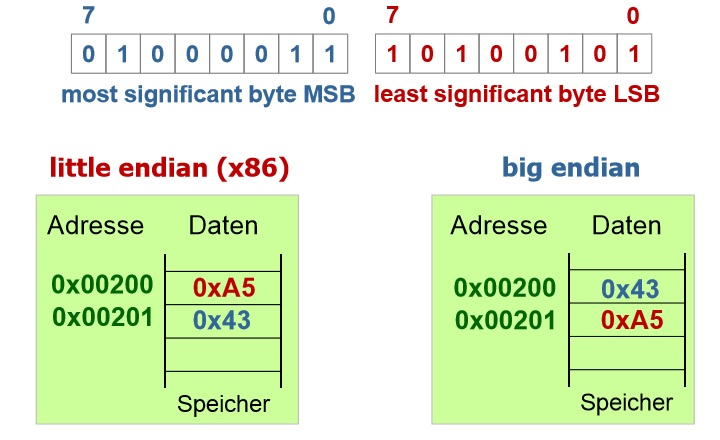 7 0 7 0
0 1 0 0 0 0 1 1 1 0 1 0 0 1 0 1
most significant byte MSB least significant byte LSB
little endian (x86)
Adresse Daten
0x00200 0xA5
0x00201 0x43
Speicher
big endian
Adresse Daten
0x00200 0x43
0x00201 0xA5
Speicher